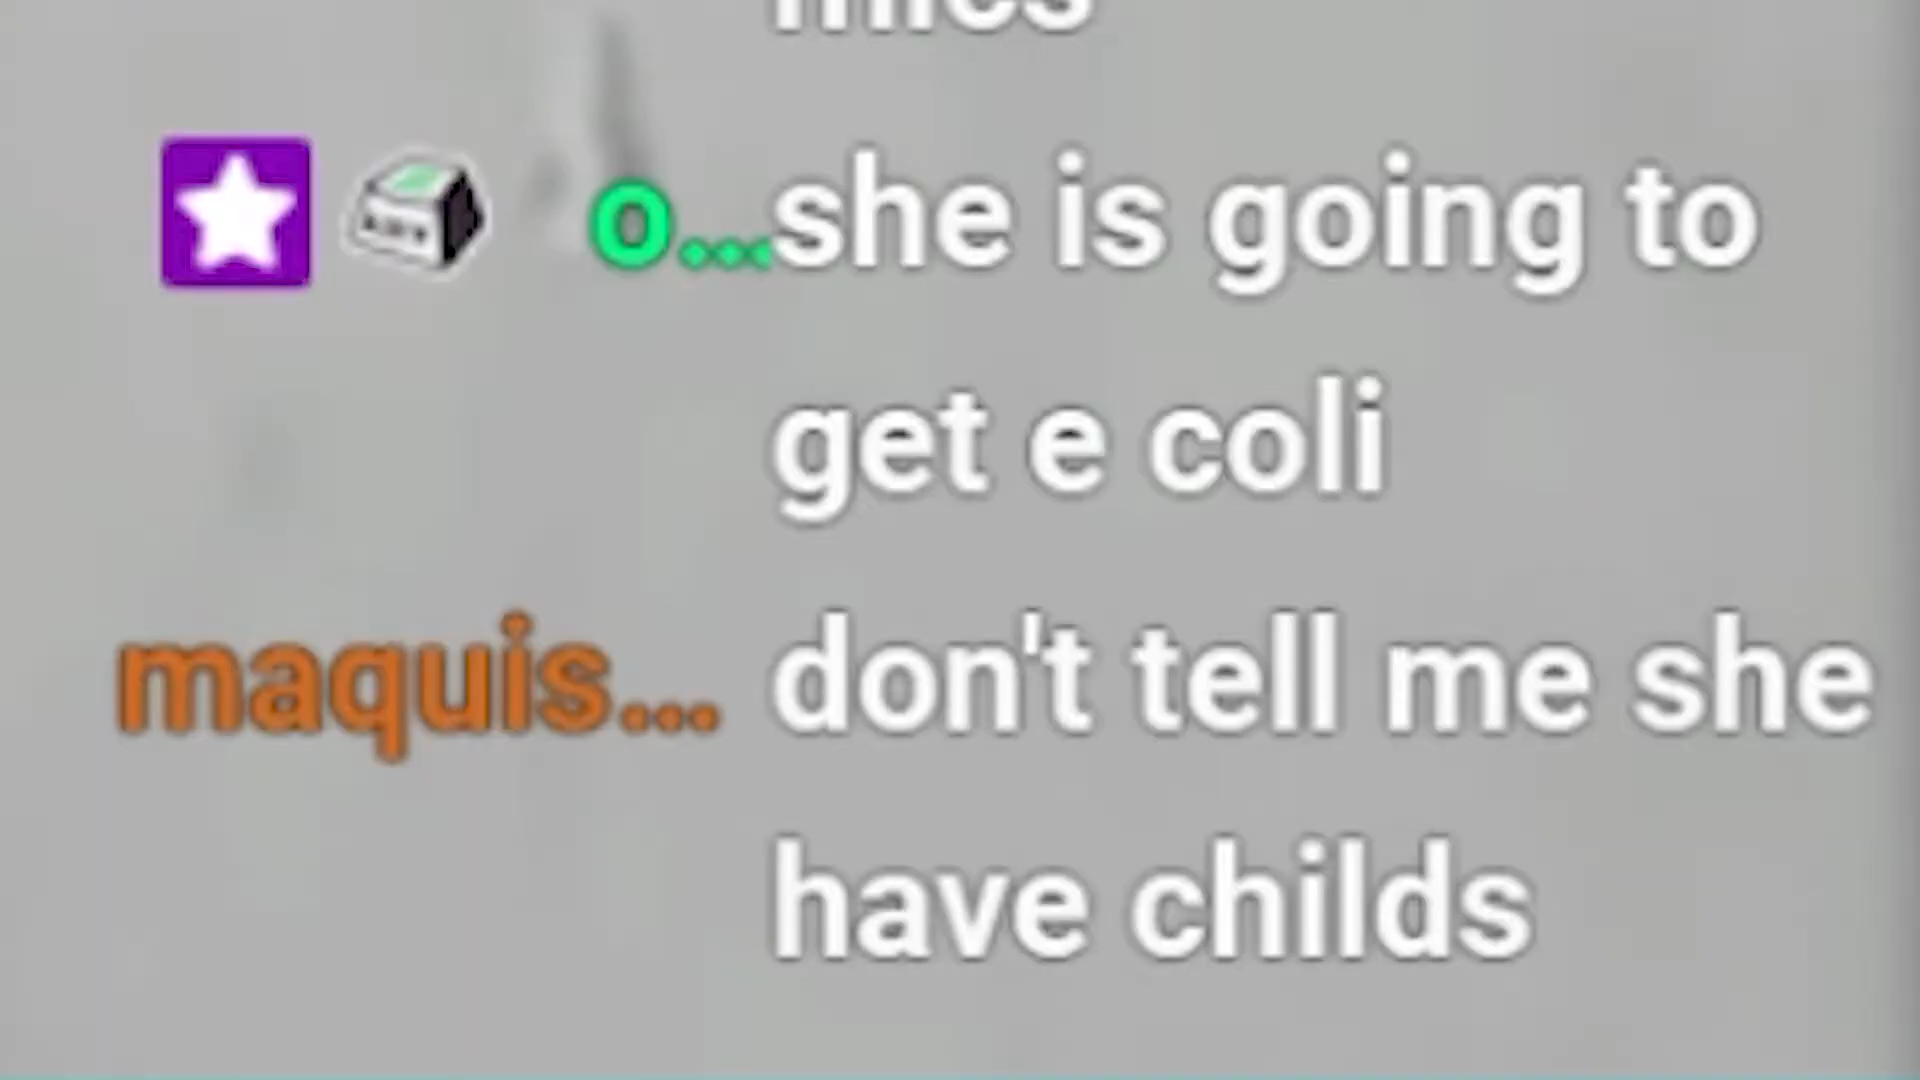 o...she is going to
get e coli
maquis... don't tell me she
have childs